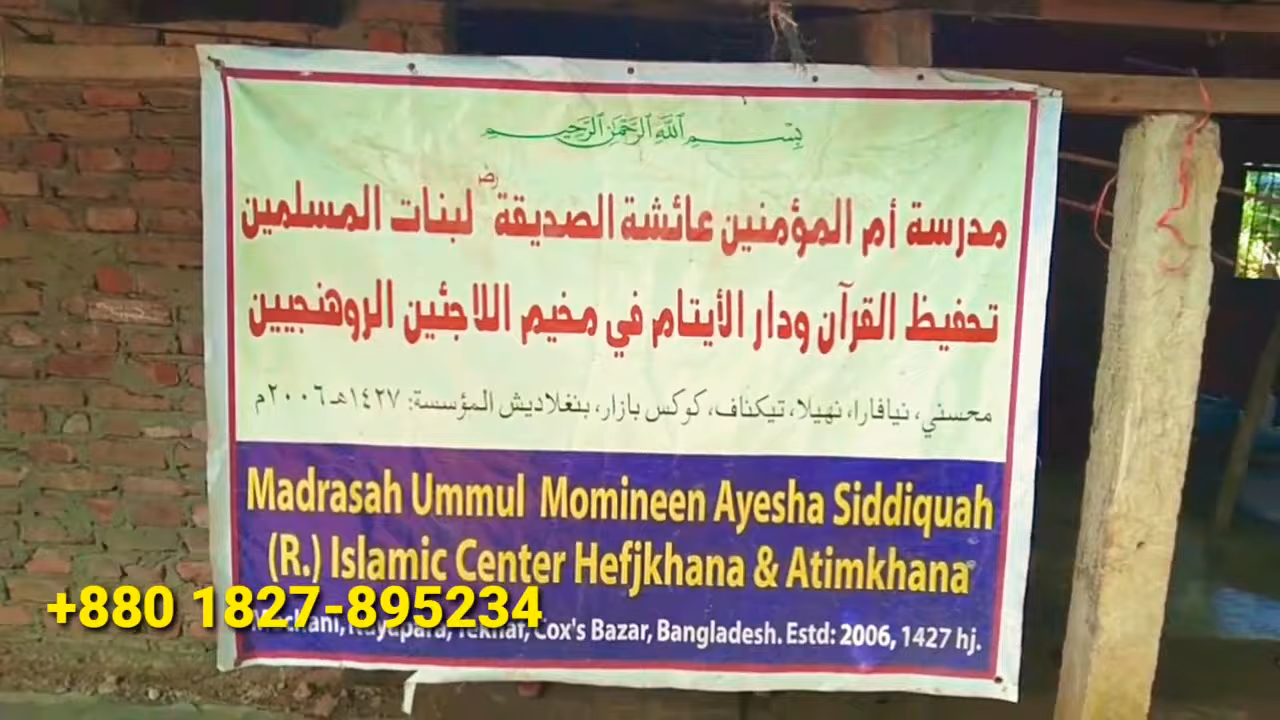 بسم الله الرحمن الرحيم
مدرسة أم المؤمنين عائشة الصديقة رضـ لبنات المسلمين
تحفيظ القرآن ودار الأيتام في مخيم اللاجئين الروهنجيين
محسني، نيافارا، نهيلا، تيكناف، كوكس بازار، بنغلاديش المؤسسة: ١٤٢٧هـ ٢٠٠٦م
Madrasah Ummul Momineen Ayesha Siddiquah
(R.) Islamic Center Hefjkhana & Atimkhana
+880 1827-895234
Teknaf, Cox's Bazar, Bangladesh. Estd: 2006, 1427 hj.